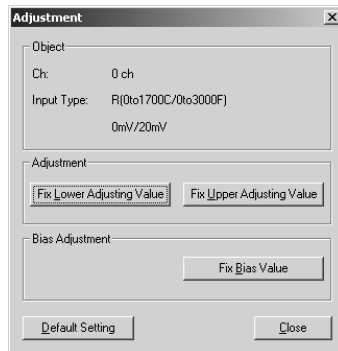 Adjustment
Object
Ch: 0 ch
Input Type: R(0to1700C/0to3000F)
0mV/20mV
Adjustment
Fix Lower Adjusting Value Fix Upper Adjusting Value
Bias Adjustment
Fix Bias Value
Default Setting Close